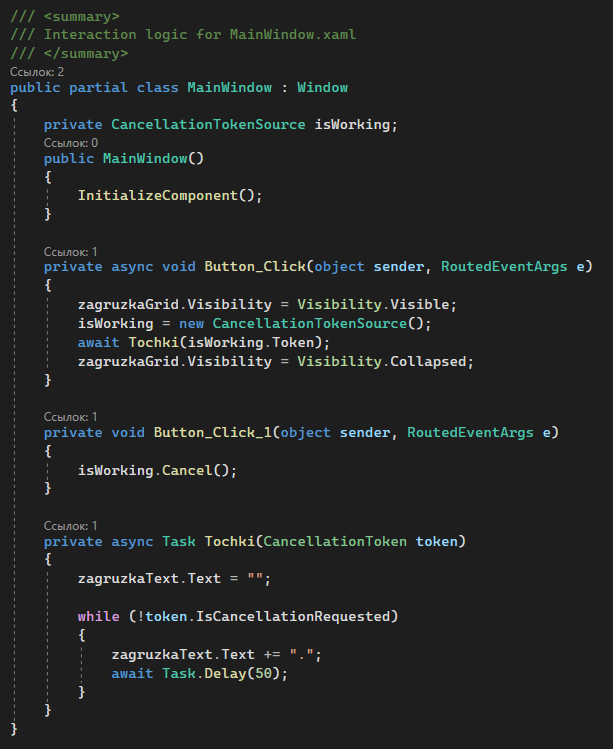 /// <summary>
/// Interaction logic for MainWindow.xaml
/// </summary>
Ссылок: 2
public partial class MainWindow : Window
{
    private CancellationTokenSource isWorking;
    Ссылок: 0
    public MainWindow()
    {
        InitializeComponent();
    }

    Ссылок: 1
    private async void Button_Click(object sender, RoutedEventArgs e)
    {
        zagruzkaGrid.Visibility = Visibility.Visible;
        isWorking = new CancellationTokenSource();
        await Tochki(isWorking.Token);
        zagruzkaGrid.Visibility = Visibility.Collapsed;
    }

    Ссылок: 1
    private void Button_Click_1(object sender, RoutedEventArgs e)
    {
        isWorking.Cancel();
    }

    Ссылок: 1
    private async Task Tochki(CancellationToken token)
    {
        zagruzkaText.Text = "";

        while (!token.IsCancellationRequested)
        {
            zagruzkaText.Text += ".";
            await Task.Delay(50);
        }
    }
}